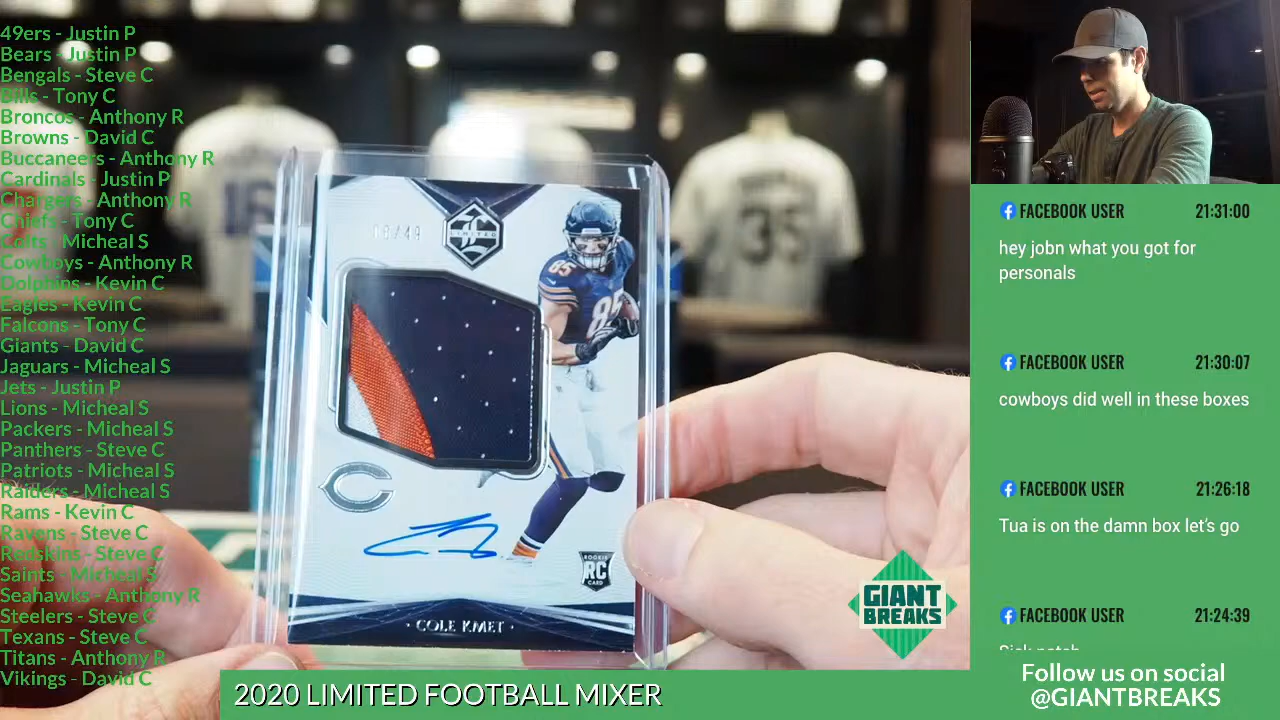 49ers - Justin P
Bears - Justin P
Bengals - Steve C
Bills - Tony C
Broncos - Anthony R
Browns - David C
Buccaneers - Anthony R
Cardinals - Justin P
Chargers - Anthony R
Chiefs - Tony C
Colts - Micheal S
Cowboys - Anthony R
Dolphins - Kevin C
Eagles - Kevin C
Falcons - Tony C
Giants - David C
Jaguars - Micheal S
Jets - Justin P
Lions - Micheal S
Packers - Micheal S
Panthers - Steve C
Patriots - Micheal S
Raiders - Micheal S
Rams - Kevin C
Ravens - Steve C
Redskins - Steve C
Saints - Micheal S
Seahawks - Anthony R
Steelers - Steve C
Texans - Steve C
Titans - Anthony R
Vikings - David C
35
LIMITED
85
ROOKIE
RC
CARD
· COLE KMET ·
GIANT
BREAKS
2020 LIMITED FOOTBALL MIXER
FACEBOOK USER 21:31:00
hey jobn what you got for
personals
FACEBOOK USER 21:30:07
cowboys did well in these boxes
FACEBOOK USER 21:26:18
Tua is on the damn box let's go
FACEBOOK USER 21:24:39
Follow us on social
@GIANTBREAKS